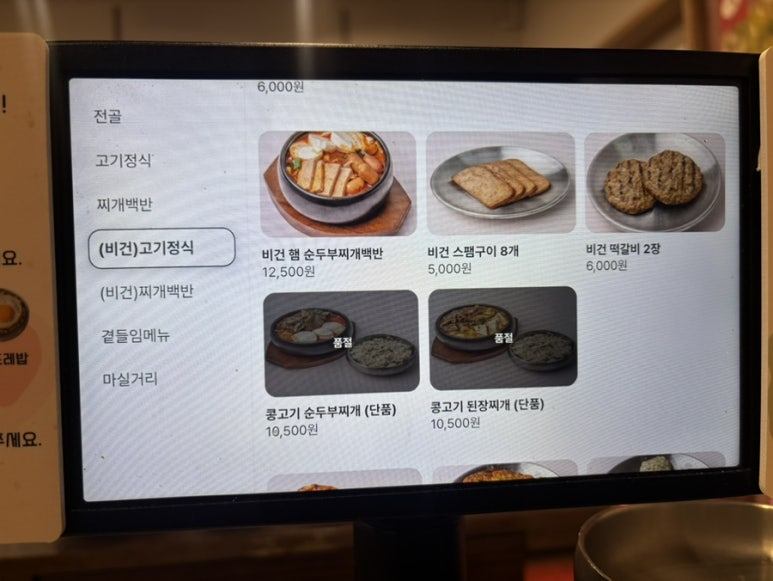 !
요.
트레밥
주세요.
6,000원
전골
고기정식
찌개백반
(비건)고기정식
(비건)찌개백반
곁들임메뉴
마실거리
비건 햄 순두부찌개백반
12,500원
비건 스팸구이 8개
5,000원
비건 떡갈비 2장
6,000원
품절
콩고기 순두부찌개 (단품)
10,500원
품절
콩고기 된장찌개 (단품)
10,500원